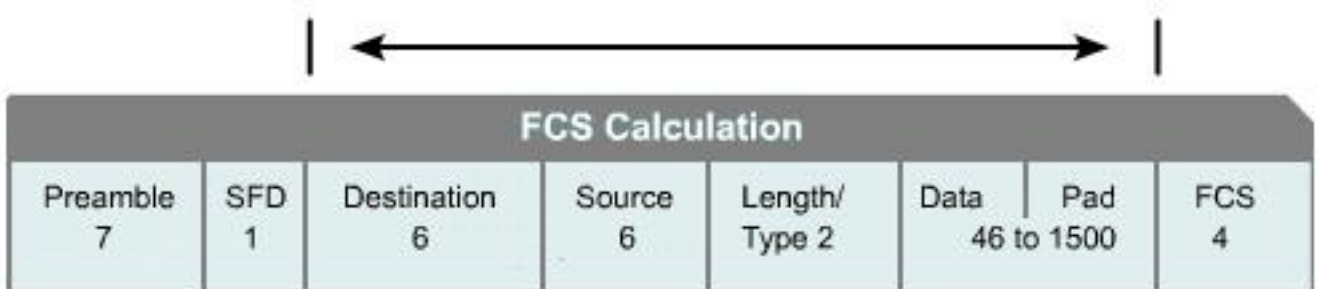 FCS Calculation
Preamble SFD Destination Source Length/ Data Pad FCS
7 1 6 6 Type 2 46 to 1500 4